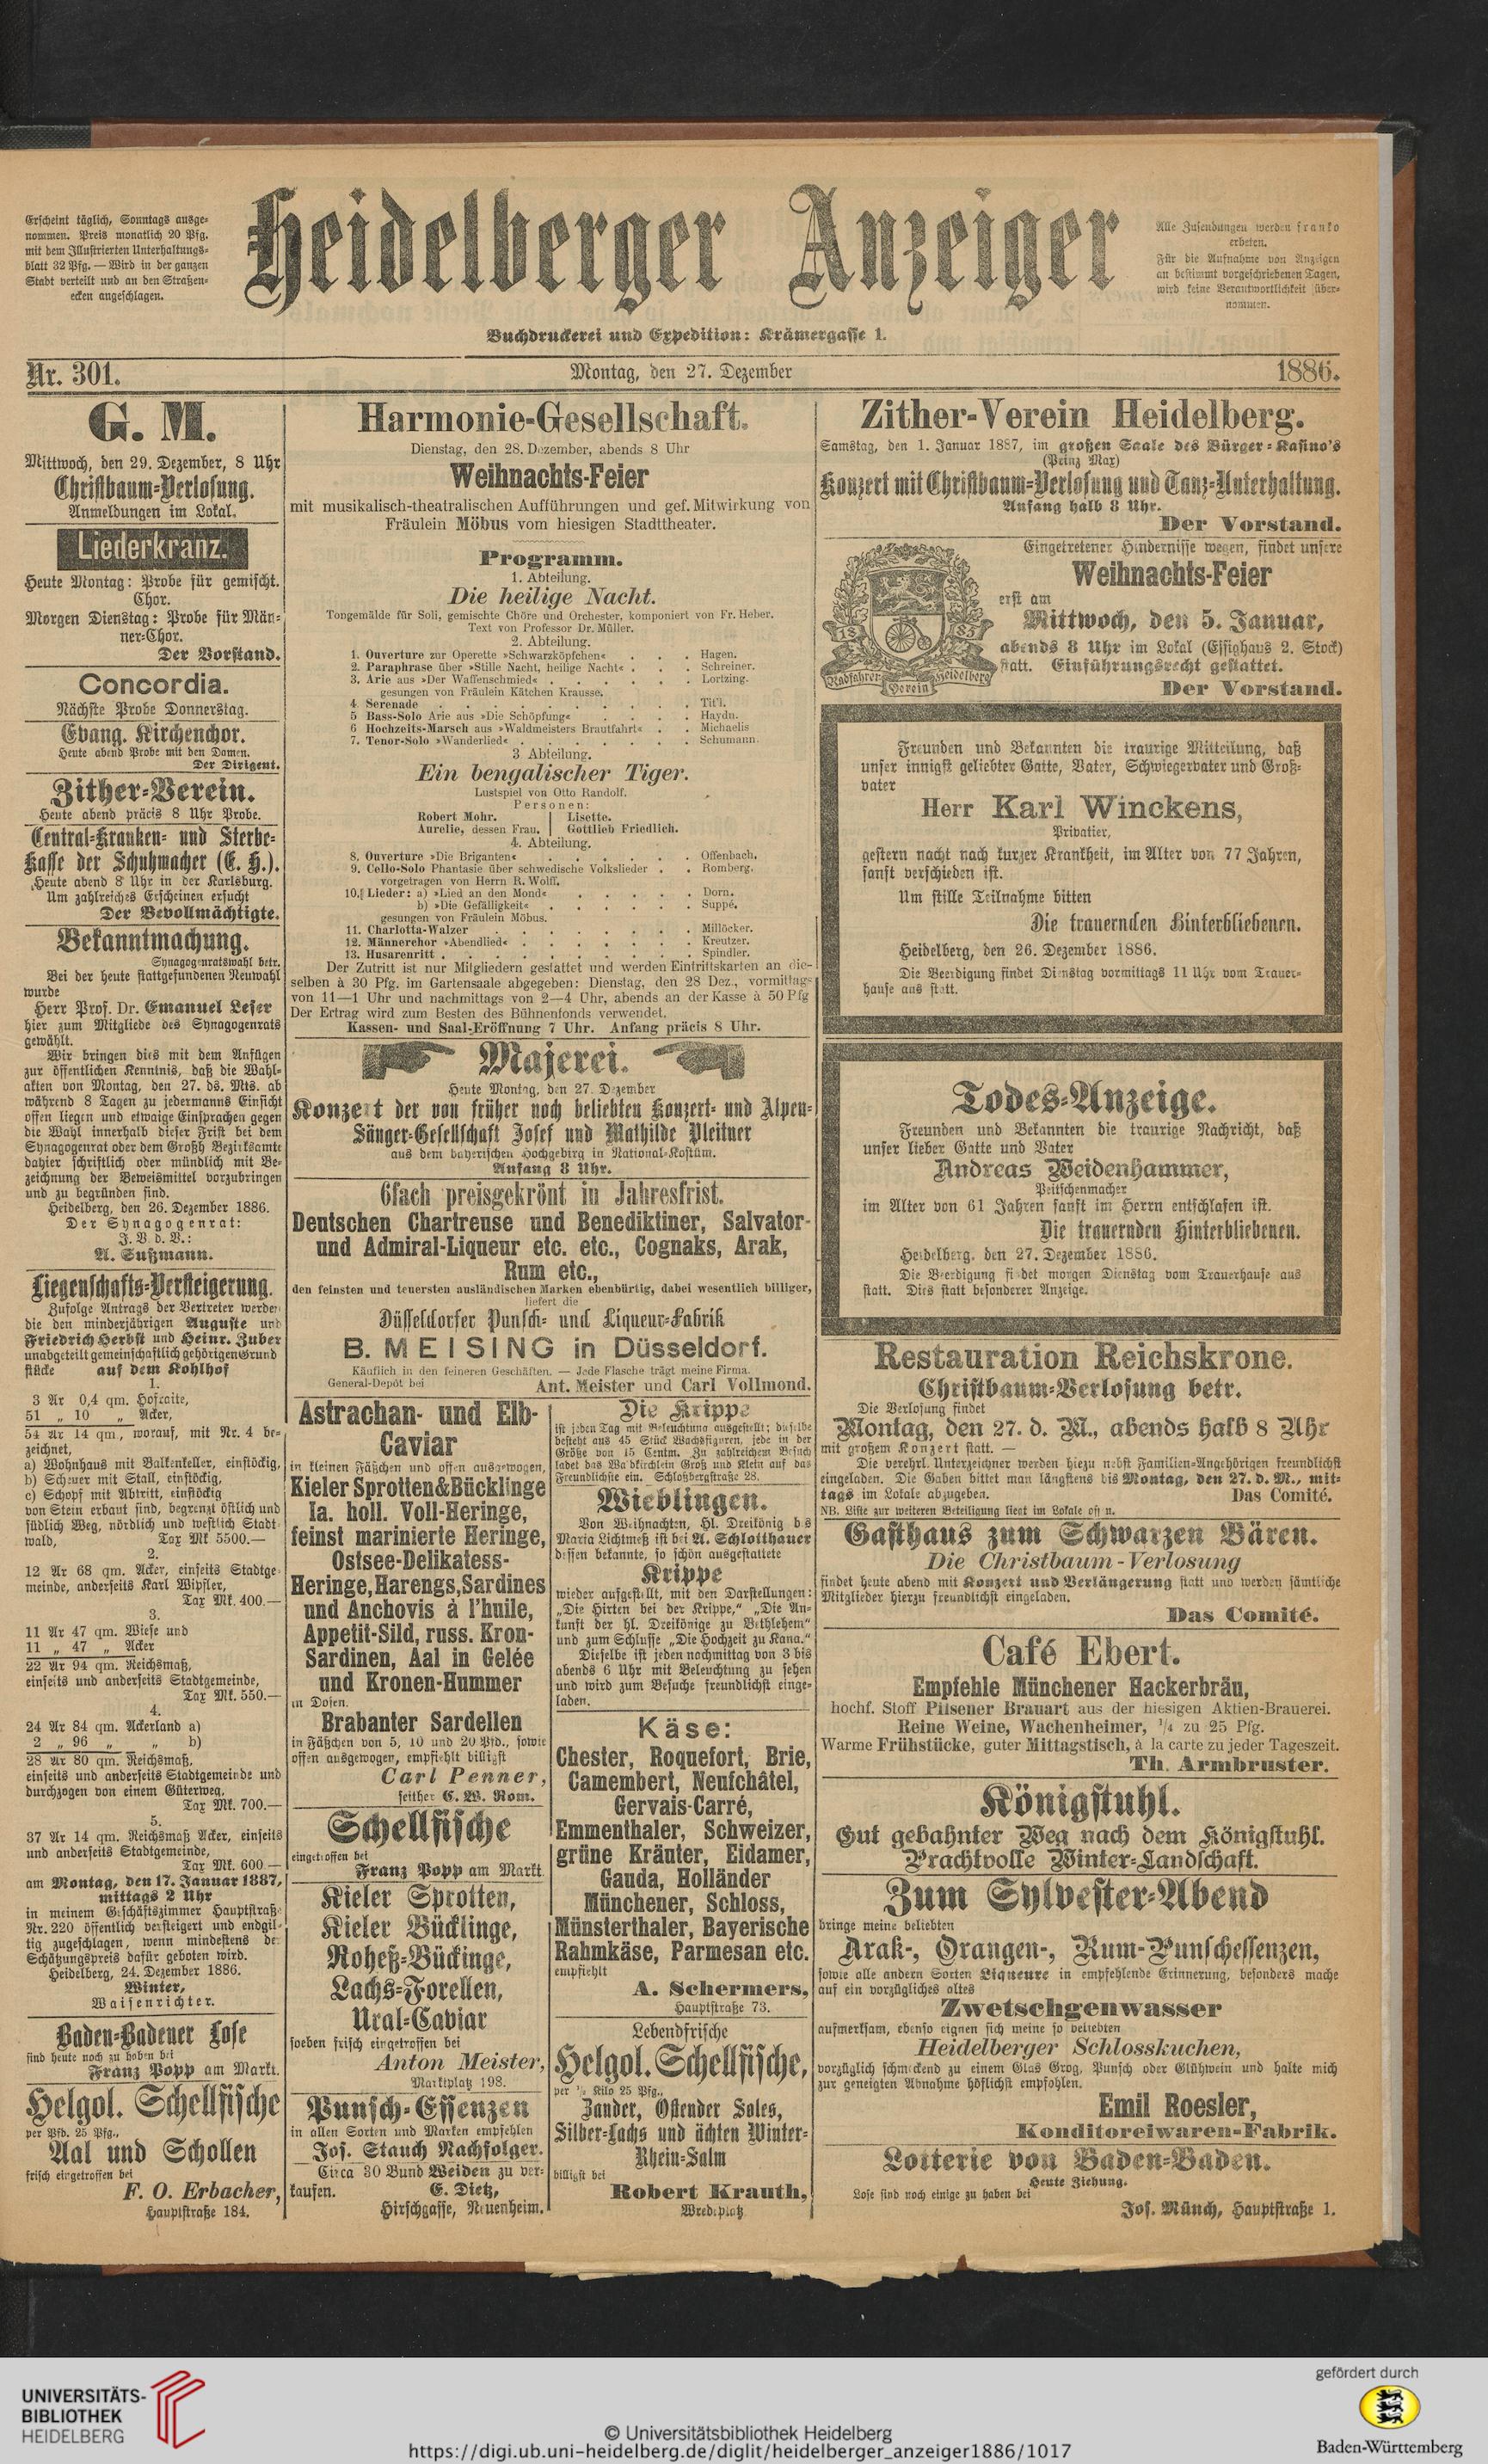 Erscheint täglich, Sonntags ausge-
nommen. Preis monatlich 20 Pfg.
mit dem Illustrierten Unterhaltungs-
blatt 32 Pfg. — Wird in der ganzen
Stadt verteilt und an den Straßen-
ecken angeschlagen.
Heidelberger Anzeiger
Alle Zusendungen werden franko
erbeten.
Für die Aufnahme von Anzeigen
an bestimmt vorgeschriebenen Tagen,
wird keine Verantwortlichkeit über-
nommen.
Buchdruckerei und Expedition: Krämergasse 1.
Nr. 301.
Montag, den 27. Dezember
1886.
G. M.
Mittwoch, den 29. Dezember, 8 Uhr
Christbaum-Verlosung.
Anmeldungen im Lokal.
Liederkranz.
Heute Montag: Probe für gemischt.
Chor.
Morgen Dienstag: Probe für Män-
ner-Chor.
Der Vorstand.
Concordia.
Nächste Probe Donnerstag.
Evang. Kirchenchor.
Heute abend Probe mit den Damen.
Der Dirigent.
Zither-Verein.
Heute abend präcis 8 Uhr Probe.
Central-Kranken- und Sterbe-
Kasse der Schuhmacher (E. H.).
Heute abend 8 Uhr in der Karlsburg.
Um zahlreiches Erscheinen ersucht
Der Bevollmächtigte.
Bekanntmachung.
Synagogenratswahl betr.
Bei der heute stattgefundenen Neuwahl
wurde
Herr Prof. Dr. Emanuel Leser
hier zum Mitgliede des Synagogenrats
gewählt.
Wir bringen dies mit dem Anfügen
zur öffentlichen Kenntnis, daß die Wahl-
akten von Montag, den 27. ds. Mts. ab
während 8 Tagen zu jedermanns Einsicht
offen liegen und etwaige Einsprachen gegen
die Wahl innerhalb dieser Frist bei dem
Synagogenrat oder dem Großh Bezirksamte
dahier schriftlich oder mündlich mit Be-
zeichnung der Beweismittel vorzubringen
und zu begründen sind.
Heidelberg, den 26. Dezember 1886.
Der Synagogenrat:
J. V. d. V.:
A. Sußmann.
Liegenschafts-Versteigerung.
Zufolge Antrags der Vertreter werden
die den minderjährigen Auguste und
Friedrich Herbst und Heinr. Zuber
unabgeteilt gemeinschaftlich gehörigen Grund
stücke auf dem Kohlhof
1.
3 Ar 0,4 qm. Hofraite,
51 „ 10 „ Acker,
54 Ar 14 qm, worauf, mit Nr. 4 be-
zeichnet,
a) Wohnhaus mit Balkenkeller, einstöckig,
b) Scheuer mit Stall, einstöckig,
c) Schopf mit Abtritt, einstöckig
von Stein erbaut sind, begrenzt östlich und
südlich Weg, nördlich und westlich Stadt-
wald, Tax Mk 5500.—
2.
12 Ar 68 qm. Acker, einseits Stadtge-
meinde, anderseits Karl Wipfler,
Tax Mk. 400.—
3.
11 Ar 47 qm. Wiese und
11 „ 47 „ Acker
22 Ar 94 qm. Reichsmaß,
einseits und anderseits Stadtgemeinde,
Tax Mk. 550.—
4.
24 Ar 84 qm. Ackerland a)
2 „ 96 „ „ b)
28 Ar 80 qm. Reichsmaß,
einseits und anderseits Stadtgemeinde und
durchzogen von einem Güterweg,
Tax Mk. 700.—
5.
37 Ar 14 qm. Reichsmaß Acker, einseits
und anderseits Stadtgemeinde,
Tax Mk. 600 —
am Montag, den 17. Januar 1887,
mittags 2 Uhr
in meinem Geschäftszimmer Hauptstraße
Nr. 220 öffentlich versteigert und endgil-
tig zugeschlagen, wenn mindestens der
Schätzungspreis dafür geboten wird.
Heidelberg, 24. Dezember 1886.
Winter,
Waisenrichter.
Baden-Badener Lose
sind heute noch zu haben bei
Franz Popp am Markt.
Helgol. Schellfische
per Pfd. 25 Pfg.,
Aal und Schollen
frisch eingetroffen bei
F. O. Erbacher,
Hauptstraße 184.
Harmonie-Gesellschaft.
Dienstag, den 28. Dezember, abends 8 Uhr
Weihnachts-Feier
mit musikalisch-theatralischen Aufführungen und gef. Mitwirkung von
Fräulein Möbus vom hiesigen Stadttheater.
Programm.
1. Abteilung.
Die heilige Nacht.
Tongemälde für Soli, gemischte Chöre und Orchester, komponiert von Fr. Heber.
Text von Professor Dr. Müller.
2. Abteilung.
1. Ouverture zur Operette »Schwarzköpfchen« . . . Hagen.
2. Paraphrase über »Stille Nacht, heilige Nacht« . . . Schreiner.
3. Arie aus »Der Waffenschmied« . . . Lortzing.
gesungen von Fräulein Kätchen Krausse.
4. Serenade . . . Titl.
5 Bass-Solo Arie aus »Die Schöpfung« . . . Haydn.
6 Hochzeits-Marsch aus »Waldmeisters Brautfahrt« . . Michaelis
7. Tenor-Solo »Wanderlied« . . . Schumann.
3 Abteilung.
Ein bengalischer Tiger.
Lustspiel von Otto Randolf.
Personen:
Robert Mohr. | Lisette.
Aurelie, dessen Frau. | Gottlieb Friedlich.
4. Abteilung.
8. Ouverture »Die Briganten« . . . Offenbach.
9. Cello-Solo Phantasie über schwedische Volkslieder . . Romberg.
vorgetragen von Herrn R. Wolff.
10. Lieder: a) »Lied an den Mond« . . . Dorn.
b) »Die Gefälligkeit« . . . Suppé.
gesungen von Fräulein Möbus.
11. Charlotta-Walzer . . . Millöcker.
12. Männerchor »Abendlied« . . . Kreutzer.
13. Husarenritt . . . Spindler.
Der Zutritt ist nur Mitgliedern gestattet und werden Eintrittskarten an die-
selben à 30 Pfg. im Gartensaale abgegeben: Dienstag, den 28 Dez., vormittags
von 11—1 Uhr und nachmittags von 2—4 Uhr, abends an der Kasse à 50 Pfg
Der Ertrag wird zum Besten des Bühnenfonds verwendet.
Kassen- und Saal-Eröffnung 7 Uhr. Anfang präcis 8 Uhr.
Majerei.
Heute Montag, den 27. Dezember
Konzert der von früher noch beliebten Konzert- und Alpen-
Sänger-Gesellschaft Josef und Mathilde Pleitner
aus dem bayerischen Hochgebirg in National-Kostüm.
Anfang 8 Uhr.
6fach preisgekrönt in Jahresfrist.
Deutschen Chartreuse und Benediktiner, Salvator-
und Admiral-Liqueur etc. etc., Cognaks, Arak,
Rum etc.,
den feinsten und teuersten ausländischen Marken ebenbürtig, dabei wesentlich billiger,
liefert die
Düsseldorfer Punsch- und Liqueur-Fabrik
B. MEISING in Düsseldorf.
Käuflich in den feineren Geschäften. — Jede Flasche trägt meine Firma.
General-Depôt bei Ant. Meister und Carl Vollmond.
Astrachan- und Elb-
Caviar
in kleinen Fäßchen und offen ausgewogen,
Kieler Sprotten & Bücklinge
Ia. holl. Voll-Heringe,
feinst marinierte Heringe,
Ostsee-Delikatess-
Heringe, Harengs, Sardines
und Anchovis à l'huile,
Appetit-Sild, russ. Kron-
Sardinen, Aal in Gelée
und Kronen-Hummer
in Dosen.
Brabanter Sardellen
in Fäßchen von 5, 10 und 20 Pfd., sowie
offen ausgewogen, empfiehlt billigst
Carl Penner,
seither C. W. Rom.
Schellfische
eingetroffen bei
Franz Popp am Markt
Kieler Sprotten,
Kieler Bücklinge,
Roheß-Bückinge,
Lachs-Forellen,
Ural-Caviar
soeben frisch eingetroffen bei
Anton Meister,
Marktplatz 198.
Punsch-Essenzen
in allen Sorten und Marken empfehlen
Jos. Stauch Nachfolger.
Circa 30 Bund Weiden zu ver-
kaufen. E. Dietz,
Hirschgasse, Neuenheim.
Die Krippe
ist jeden Tag mit Beleuchtung ausgestellt; dieselbe
besteht aus 45 Stück Wachsfiguren, jede in der
Größe von 15 Centm. Zu zahlreichem Besuch
ladet das Waldkirchlein Groß und Klein auf das
Freundlichste ein. Schloßbergstraße 28.
Wieblingen.
Von Weihnachten, Hl. Dreikönig bis
Maria Lichtmeß ist bei A. Schlotthauer
dessen bekannte, so schön ausgestattete
Krippe
wieder aufgestellt, mit den Darstellungen:
„Die Hirten bei der Krippe,“ „Die An-
kunft der hl. Dreikönige zu Bethlehem“
und zum Schlusse „Die Hochzeit zu Kana.“
Dieselbe ist jeden nachmittag von 3 bis
abends 6 Uhr mit Beleuchtung zu sehen
und wird zum Besuche freundlichst einge-
laden.
Käse:
Chester, Roquefort, Brie,
Camembert, Neufchâtel,
Gervais-Carré,
Emmenthaler, Schweizer,
grüne Kräuter, Eidamer,
Gauda, Holländer
Münchener, Schloss,
Münsterthaler, Bayerische
Rahmkäse, Parmesan etc.
empfiehlt
A. Schermers,
Hauptstraße 73.
Lebendfrische
Helgol. Schellfische,
per ½ Kilo 25 Pfg.,
Zander, Ostender Soles,
Silber-Lachs und ächten Winter-
Rhein-Salm
billigst bei
Robert Krauth,
Wredeplatz
Zither-Verein Heidelberg.
Samstag, den 1. Januar 1887, im großen Saale des Bürger-Kasino's
(Prinz Max)
Konzert mit Christbaum-Verlosung und Tanz-Unterhaltung.
Anfang halb 8 Uhr.
Der Vorstand.
Eingetretener Hindernisse wegen, findet unsere
Weihnachts-Feier
erst am
Mittwoch, den 5. Januar,
abends 8 Uhr im Lokal (Essighaus 2. Stock)
statt. Einführungsrecht gestattet.
Der Vorstand.
18 85
Radfahrer Verein Heidelberg
Freunden und Bekannten die traurige Mitteilung, daß
unser innigst geliebter Gatte, Vater, Schwiegervater und Groß-
vater
Herr Karl Winckens,
Privatier,
gestern nacht nach kurzer Krankheit, im Alter von 77 Jahren,
sanft verschieden ist.
Um stille Teilnahme bitten
Die trauernden Hinterbliebenen.
Heidelberg, den 26. Dezember 1886.
Die Beerdigung findet Dienstag vormittags 11 Uhr vom Trauer-
hause aus statt.
Todes-Anzeige.
Freunden und Bekannten die traurige Nachricht, daß
unser lieber Gatte und Vater
Andreas Weidenhammer,
Peitschenmacher
im Alter von 61 Jahren sanft im Herrn entschlafen ist.
Die trauernden Hinterbliebenen.
Heidelberg, den 27. Dezember 1886.
Die Beerdigung findet morgen Dienstag vom Trauerhause aus
statt. Dies statt besonderer Anzeige.
Restauration Reichskrone.
Christbaum-Verlosung betr.
Die Verlosung findet
Montag, den 27. d. M., abends halb 8 Uhr
mit großem Konzert statt. —
Die verehrl. Unterzeichner werden hiezu nebst Familien-Angehörigen freundlichst
eingeladen. Die Gaben bittet man längstens bis Montag, den 27. d. M., mit-
tags im Lokale abzugeben. Das Comité.
NB. Liste zur weiteren Beteiligung liegt im Lokale offen.
Gasthaus zum Schwarzen Bären.
Die Christbaum-Verlosung
findet heute abend mit Konzert und Verlängerung statt und werden sämtliche
Mitglieder hierzu freundlichst eingeladen.
Das Comité.
Café Ebert.
Empfehle Münchener Hackerbräu,
hochf. Stoff Pilsener Brauart aus der hiesigen Aktien-Brauerei.
Reine Weine, Wachenheimer, ¼ zu 25 Pfg.
Warme Frühstücke, guter Mittagstisch, à la carte zu jeder Tageszeit.
Th. Armbruster.
Königstuhl.
Gut gebahnter Weg nach dem Königstuhl.
Prachtvolle Winter-Landschaft.
Zum Sylvester-Abend
bringe meine beliebten
Arak-, Orangen-, Rum-Punschessenzen,
sowie alle andern Sorten Liqueure in empfehlende Erinnerung, besonders mache
auf ein vorzügliches altes
Zwetschgenwasser
aufmerksam, ebenso eignen sich meine so beliebten
Heidelberger Schlosskuchen,
vorzüglich schmeckend zu einem Glas Grog, Punsch oder Glühwein und halte mich
zur geneigten Abnahme höflichst empfohlen.
Emil Roesler,
Konditoreiwaren-Fabrik.
Lotterie von Baden-Baden.
Heute Ziehung.
Lose sind noch einige zu haben bei
Jos. Münch, Hauptstraße 1.
UNIVERSITÄTS-
BIBLIOTHEK
HEIDELBERG
© Universitätsbibliothek Heidelberg
https://digi.ub.uni-heidelberg.de/diglit/heidelberger_anzeiger1886/1017
gefördert durch
Baden-Württemberg